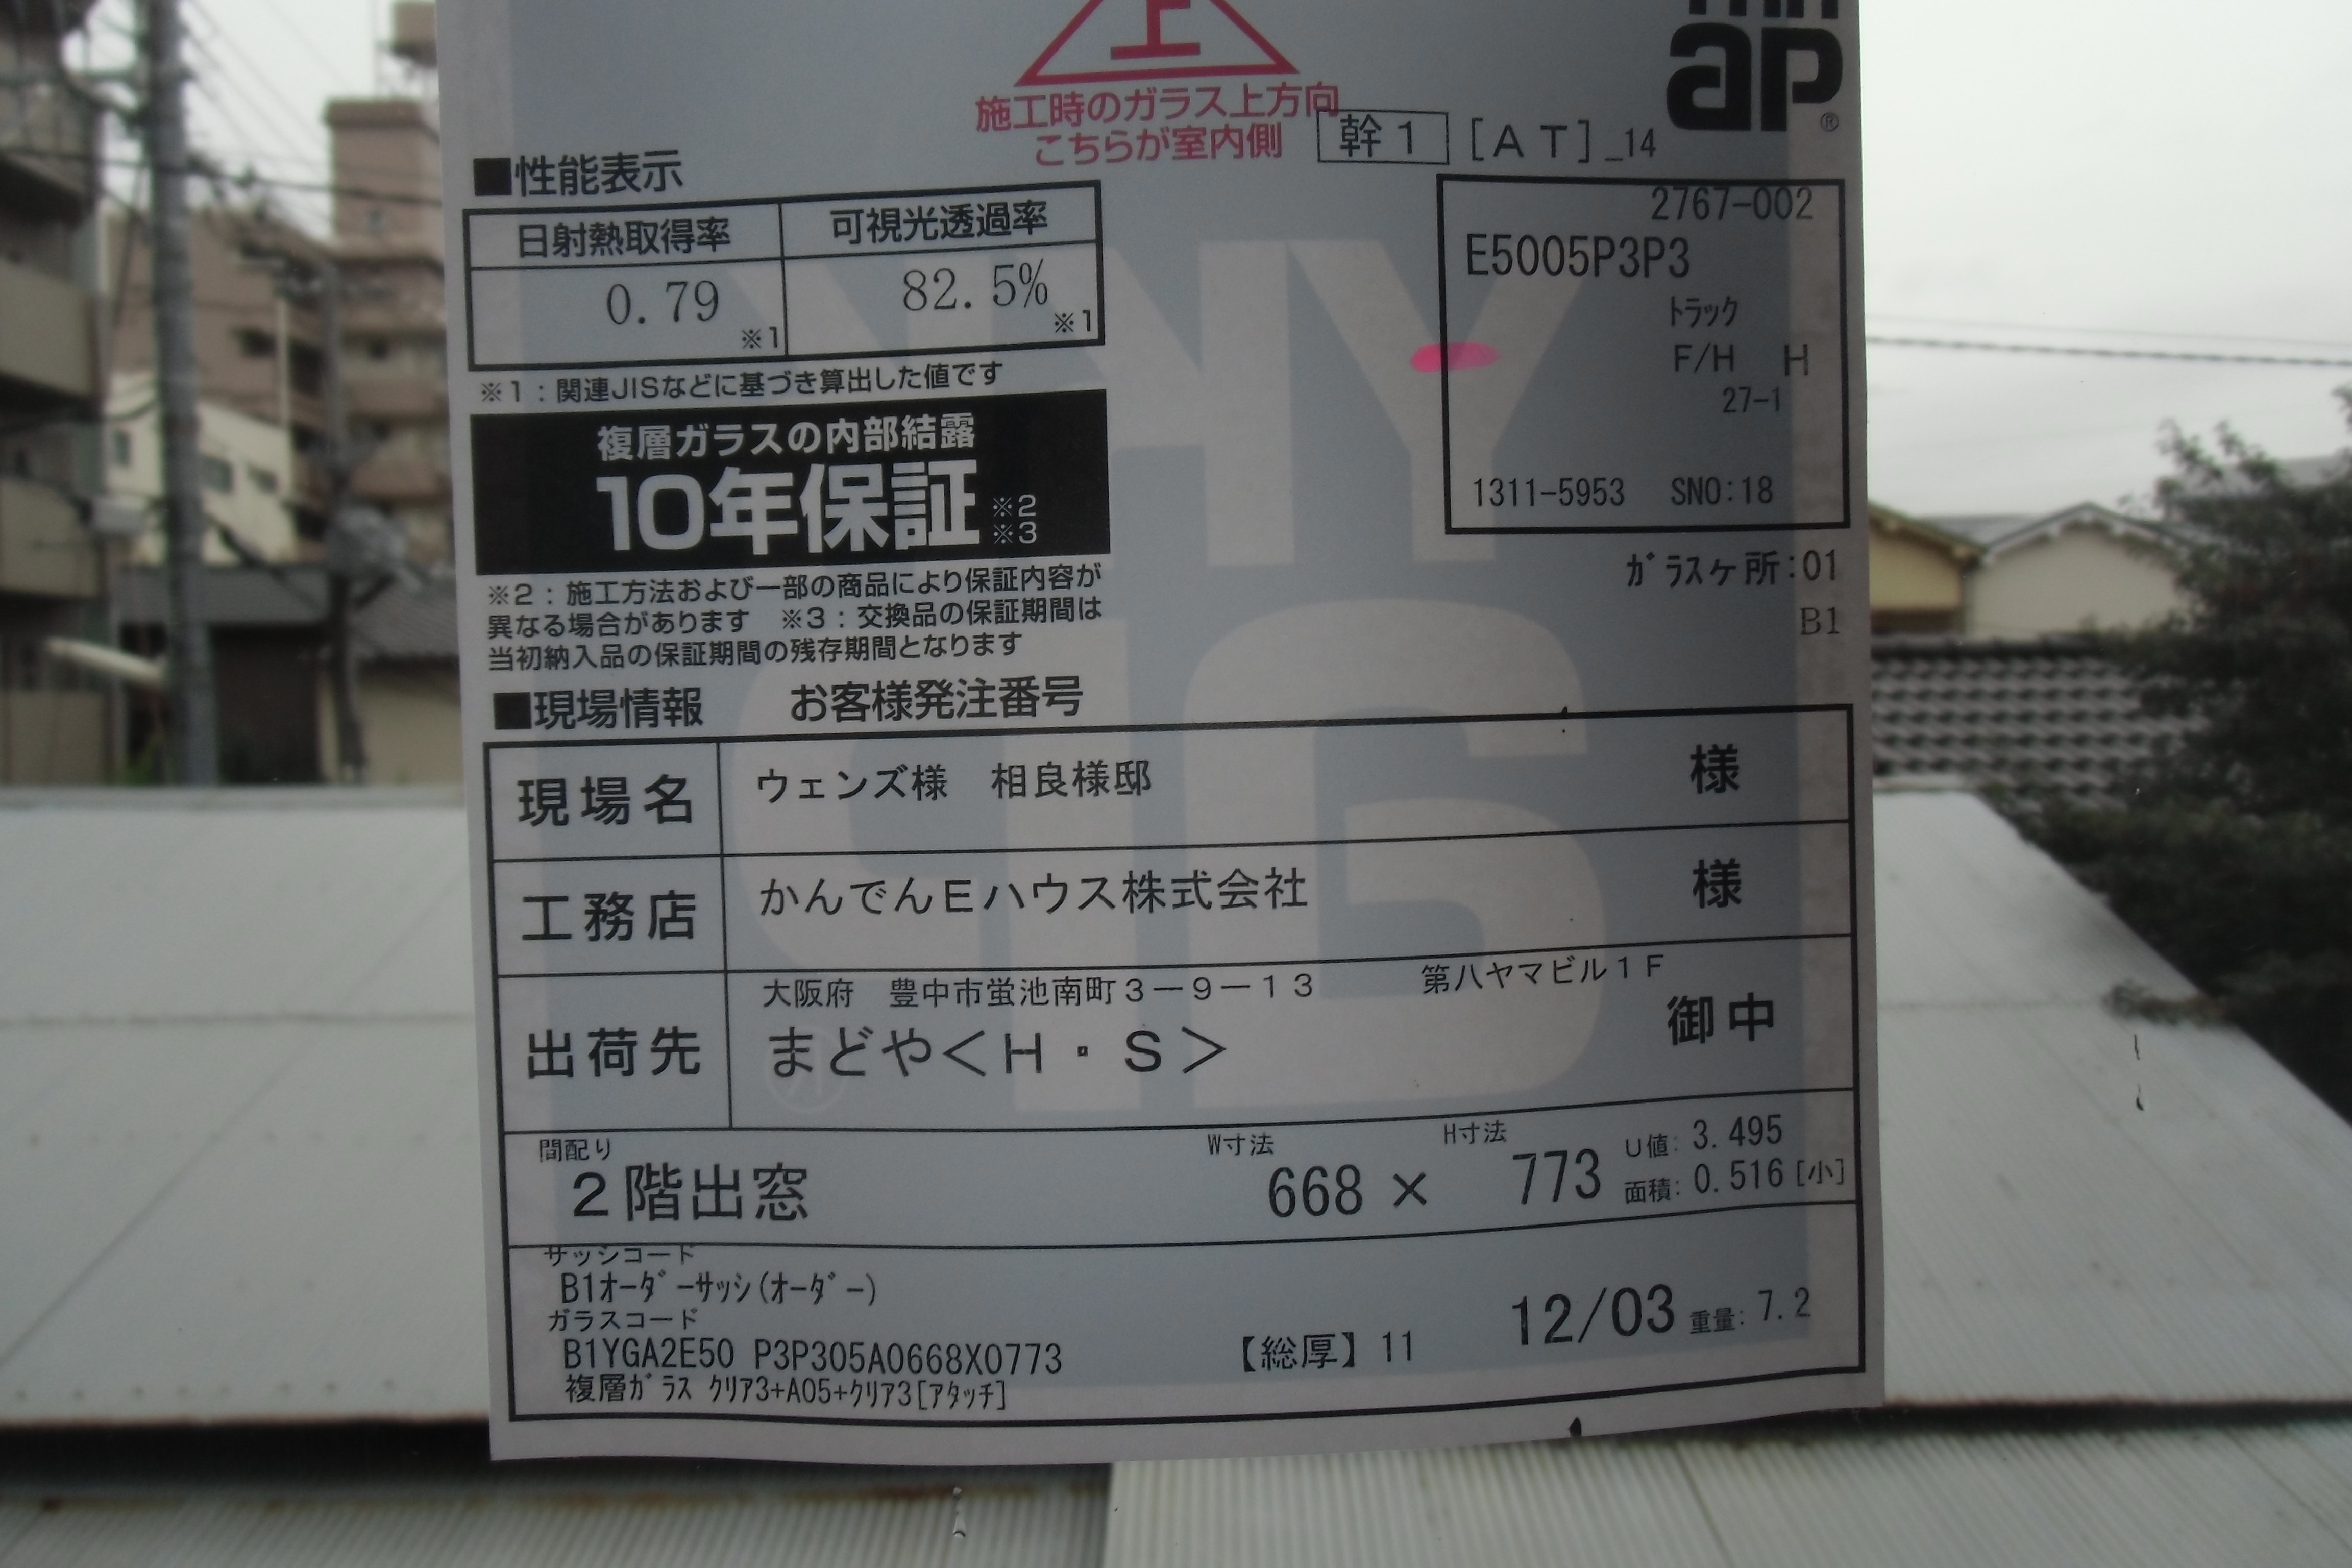 上
ap®
施工時のガラス上方向
こちらが室内側
幹1 [AT]_14
■性能表示
日射熱取得率 可視光透過率
0.79 ※1 82.5% ※1
※1：関連JISなどに基づき算出した値です
2767-002
E5005P3P3
ﾄﾗｯｸ
F/H H
27-1
1311-5953 SNO:18
ｶﾞﾗｽヶ所:01
B1
複層ガラスの内部結露
10年保証 ※2 ※3
※2：施工方法および一部の商品により保証内容が
異なる場合があります ※3：交換品の保証期間は
当初納入品の保証期間の残存期間となります
■現場情報 お客様発注番号
現場名 ウェンズ様 相良様邸 様
工務店 かんでんEハウス株式会社 様
大阪府 豊中市蛍池南町３－９－１３ 第八ヤマビル１Ｆ
出荷先 まどや＜H・S＞ 御中
間配り W寸法 H寸法 U値: 3.495
２階出窓 668 × 773 面積: 0.516[小]
サッシコード
B1ｵｰﾀﾞｰｻｯｼ(ｵｰﾀﾞｰ)
12/03 重量: 7.2
ガラスコード
B1YGA2E50 P3P305A0668X0773 【総厚】11
複層ｶﾞﾗｽ ｸﾘｱ3+A05+ｸﾘｱ3[ｱﾀｯﾁ]